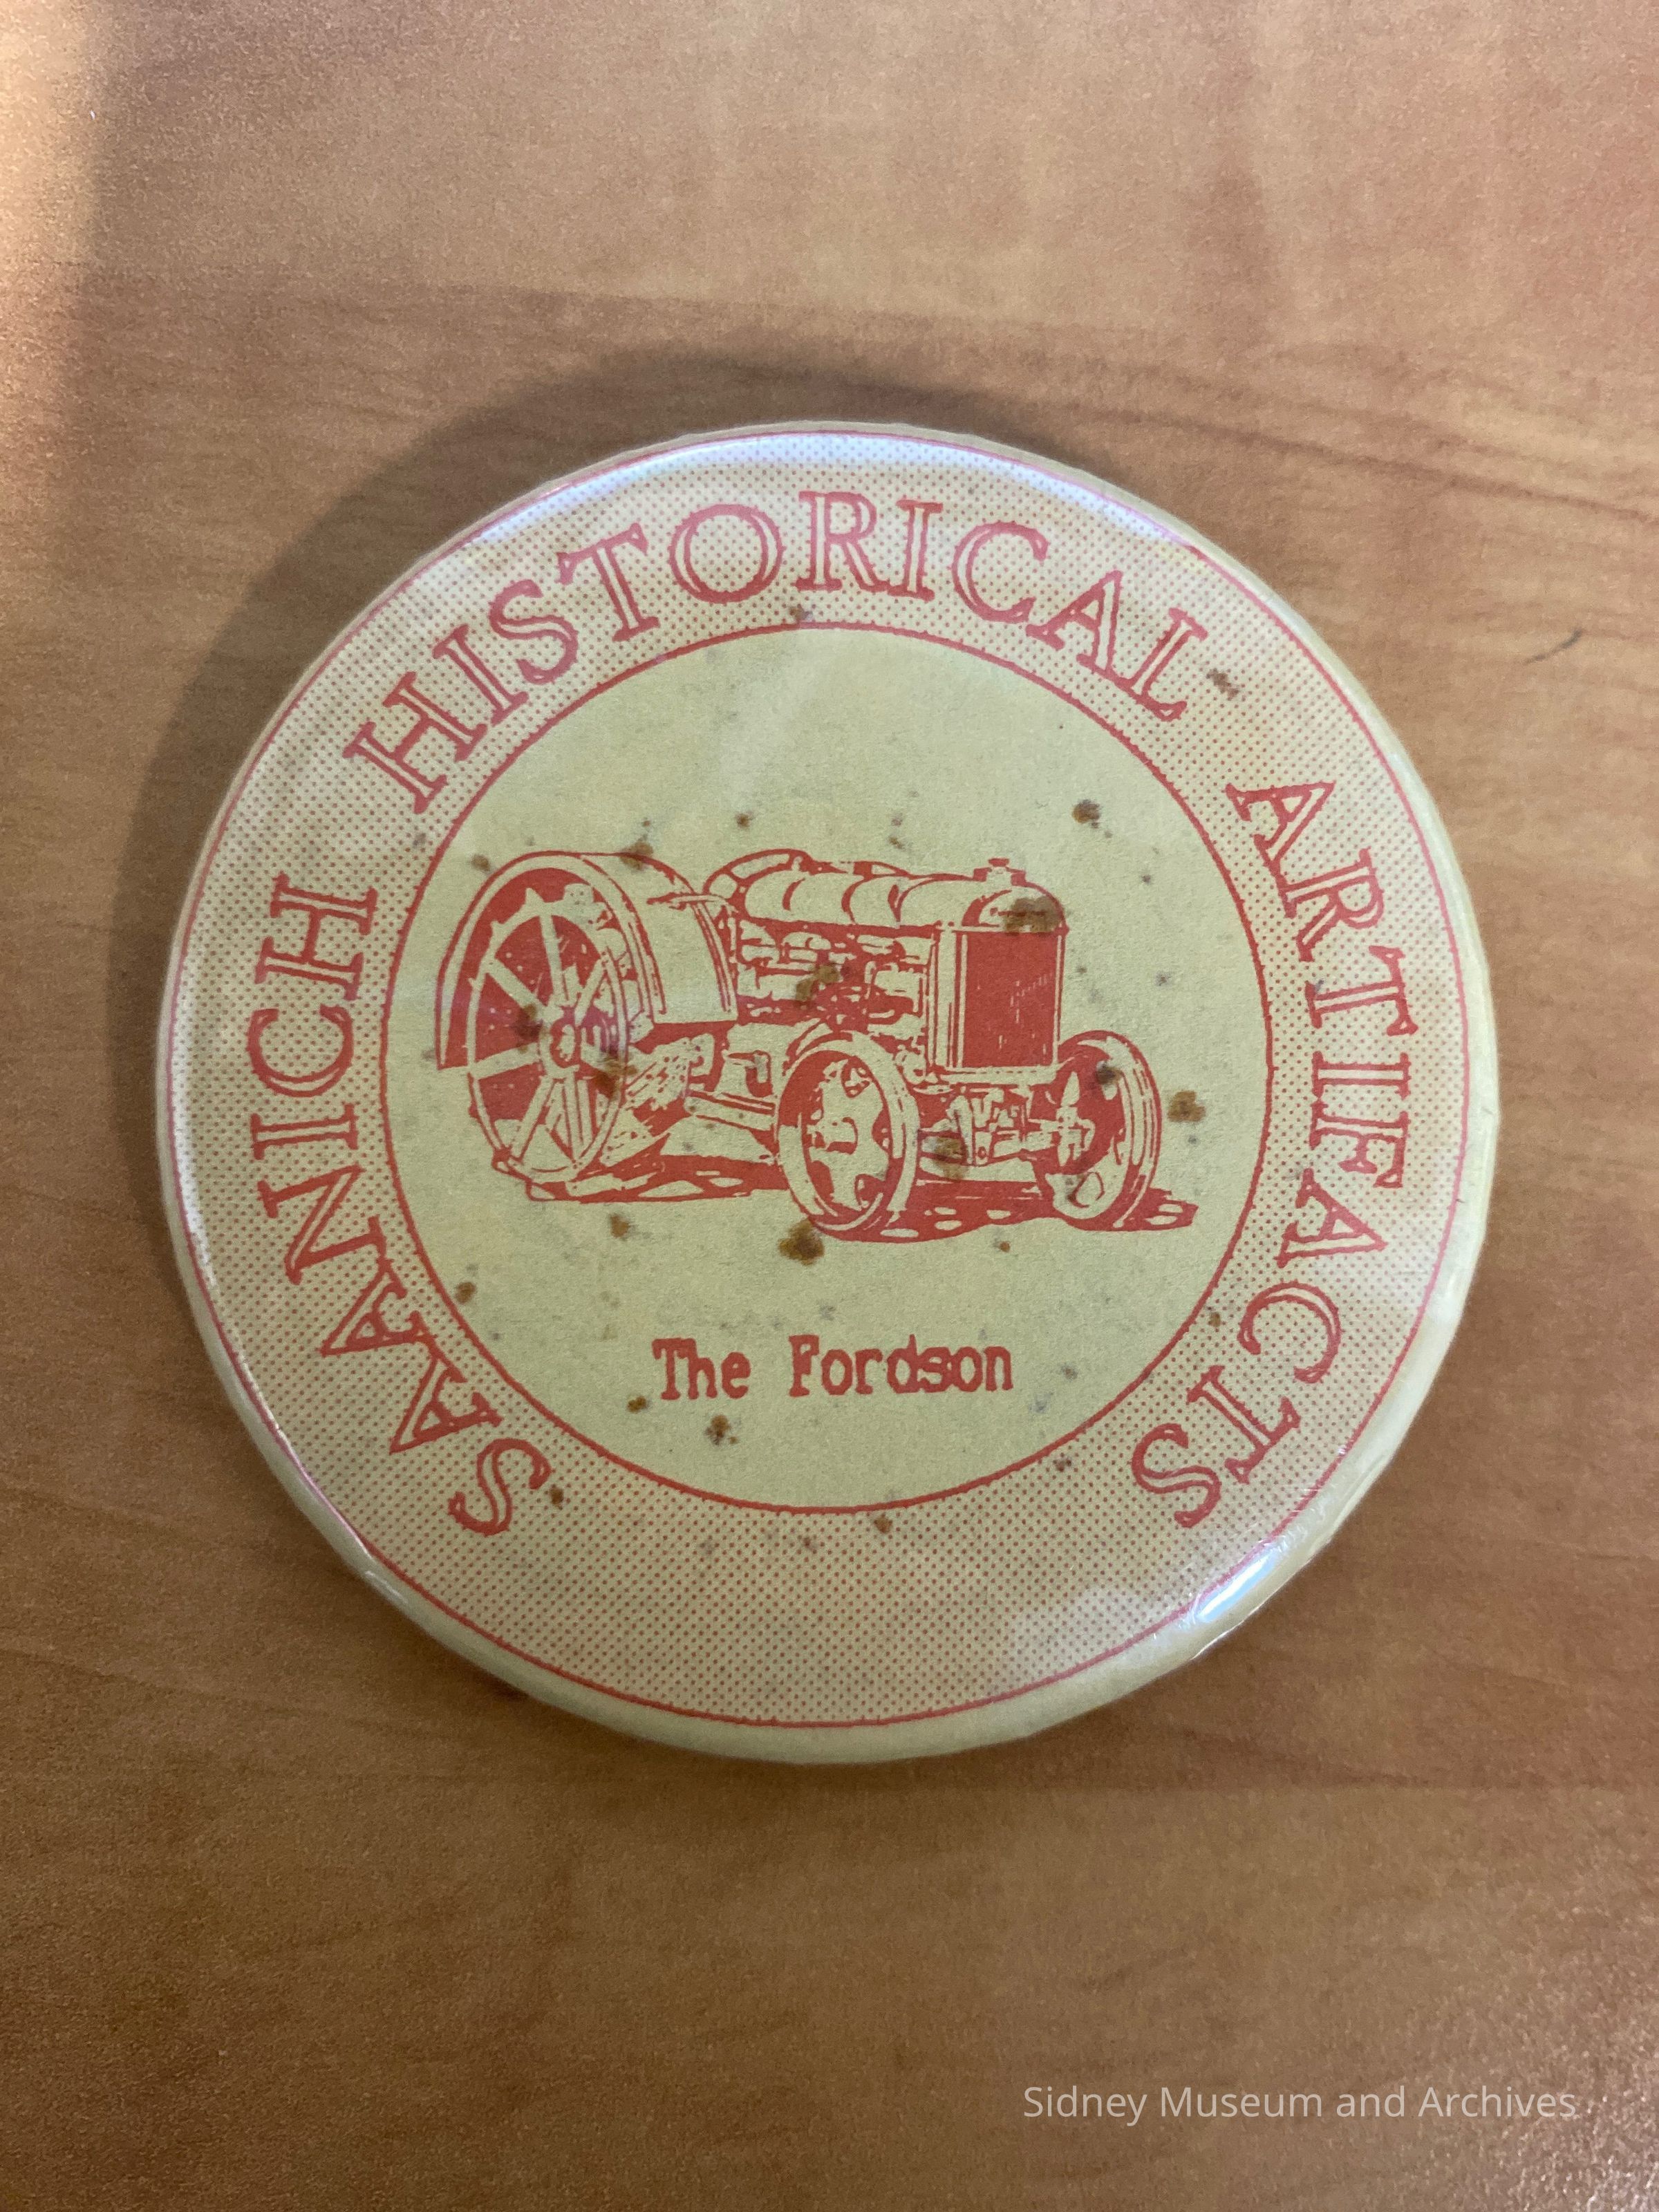 SAANICH HISTORICAL ARTIFACTS
The Fordson
Sidney Museum and Archives